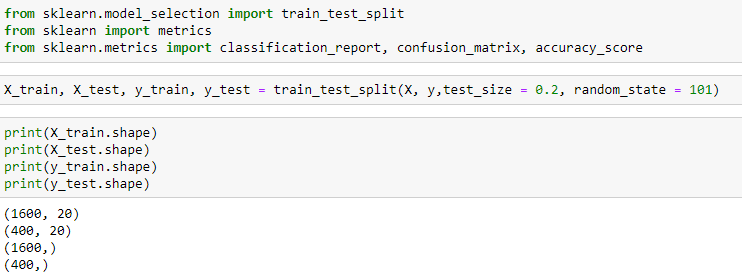 from sklearn.model_selection import train_test_split
from sklearn import metrics
from sklearn.metrics import classification_report, confusion_matrix, accuracy_score
X_train, X_test, y_train, y_test = train_test_split(X, y,test_size = 0.2, random_state = 101)
print(X_train.shape)
print(X_test.shape)
print(y_train.shape)
print(y_test.shape)
(1600, 20)
(400, 20)
(1600,)
(400,)